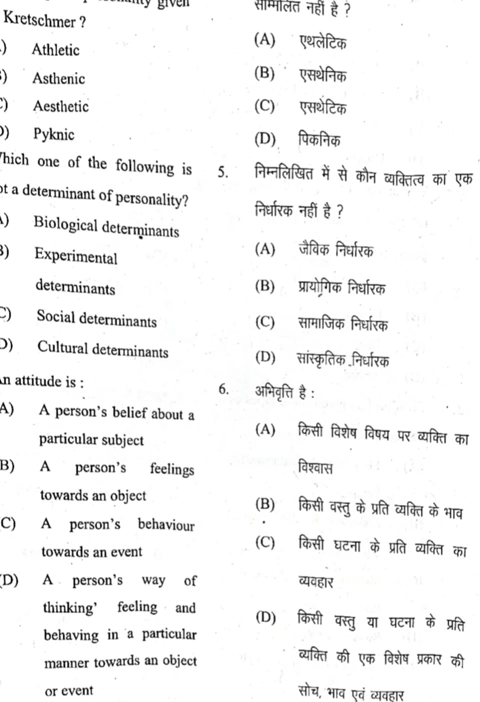 given
Kretschmer ?
Athletic
Asthenic
Aesthetic
Pyknic
which one of the following is
a determinant of personality?
Biological determinants
Experimental
determinants
Social determinants
Cultural determinants
attitude is :
A) A person's belief about a
particular subject
B) A person's feelings
towards an object
(C) A person's behaviour
towards an event
(D) A person's way of
thinking' feeling and
behaving in a particular
manner towards an object
or event
सम्मिलित नहीं है ?
(A) एथलेटिक
(B) एसथेनिक
(C) एसथेटिक
(D) पिकनिक
5. निम्नलिखित में से कौन व्यक्तित्व का एक
निर्धारक नहीं है ?
(A) जैविक निर्धारक
(B) प्रायोगिक निर्धारक
(C) सामाजिक निर्धारक
(D) सांस्कृतिक निर्धारक
6. अभिवृत्ति है :
(A) किसी विशेष विषय पर व्यक्ति का
विश्वास
(B) किसी वस्तु के प्रति व्यक्ति के भाव
(C) किसी घटना के प्रति व्यक्ति का
व्यवहार
(D) किसी वस्तु या घटना के प्रति
व्यक्ति की एक विशेष प्रकार की
सोच, भाव एवं व्यवहार